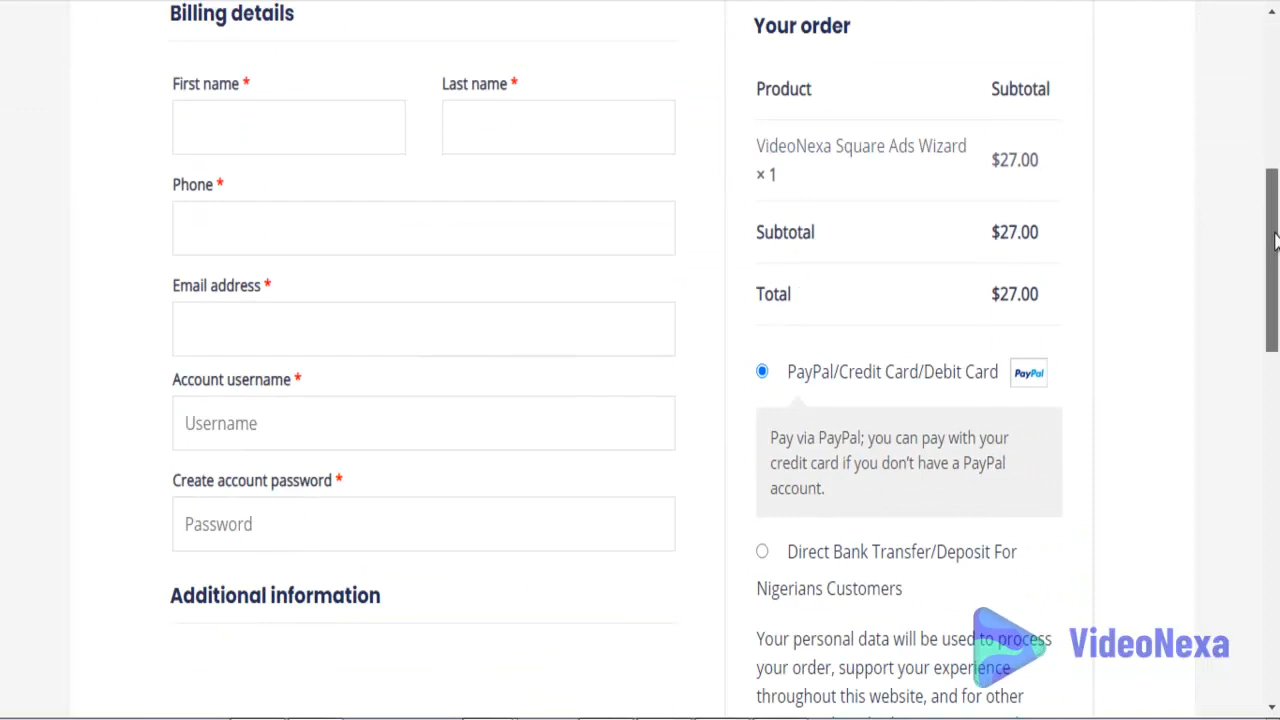 Billing details
First name *
Last name *
Phone *
Email address *
Account username *
Username
Create account password *
Password
Additional information
Your order
Product Subtotal
VideoNexa Square Ads Wizard
× 1
$27.00
Subtotal $27.00
Total $27.00
PayPal/Credit Card/Debit Card PayPal
Pay via PayPal; you can pay with your
credit card if you don’t have a PayPal
account.
Direct Bank Transfer/Deposit For
Nigerians Customers
Your personal data will be used to process
your order, support your experience
throughout this website, and for other
VideoNexa